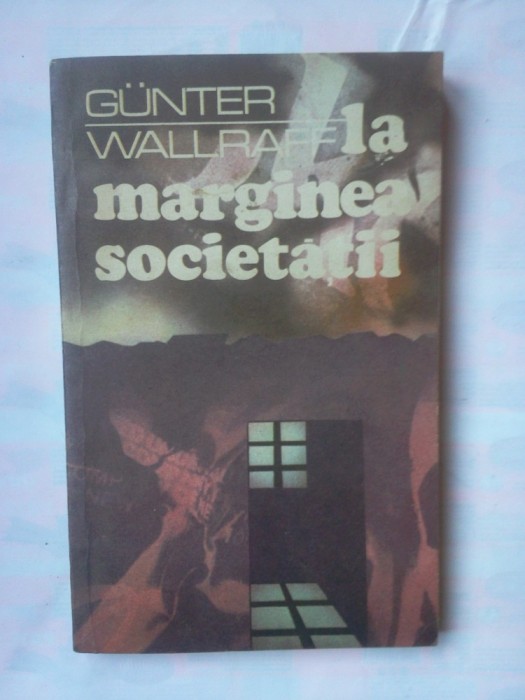 GÜNTER
WALLRAFF la
marginea
societății